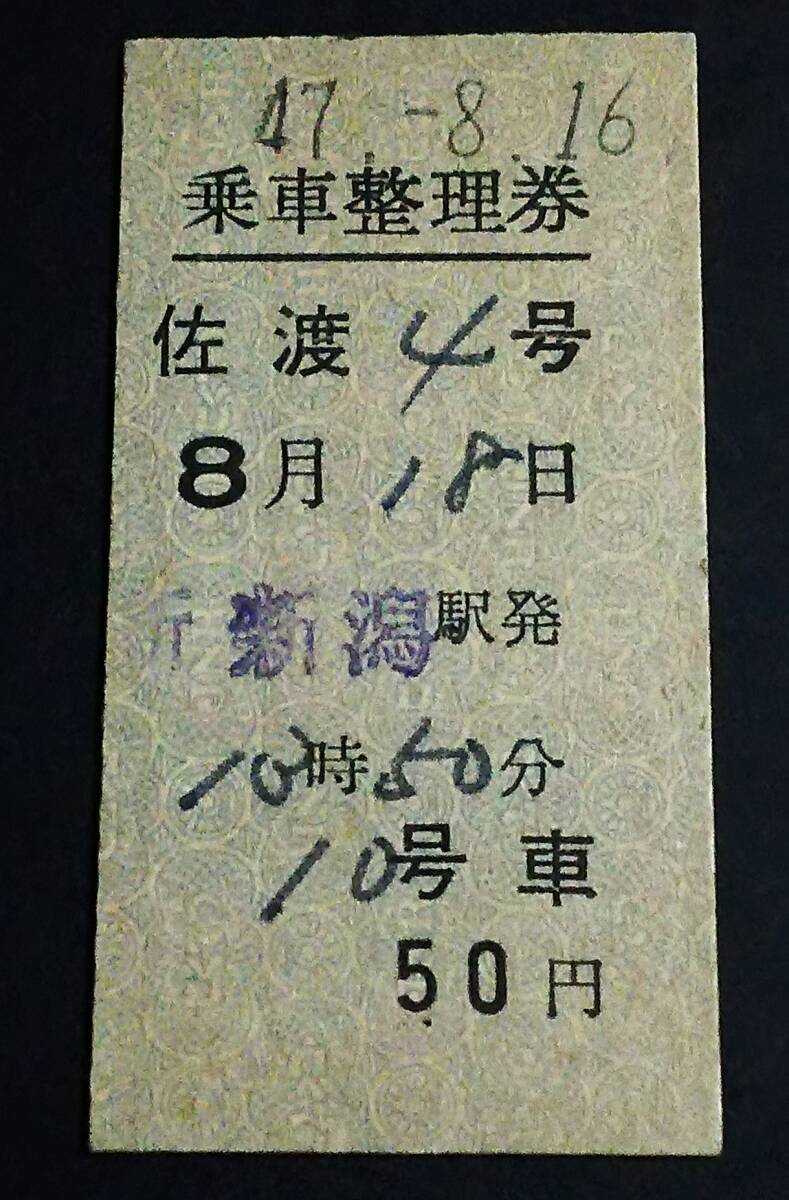 47.-8.16
乗車整理券
佐渡4号
8月18日
新潟駅発
10時50分
10号車
50円